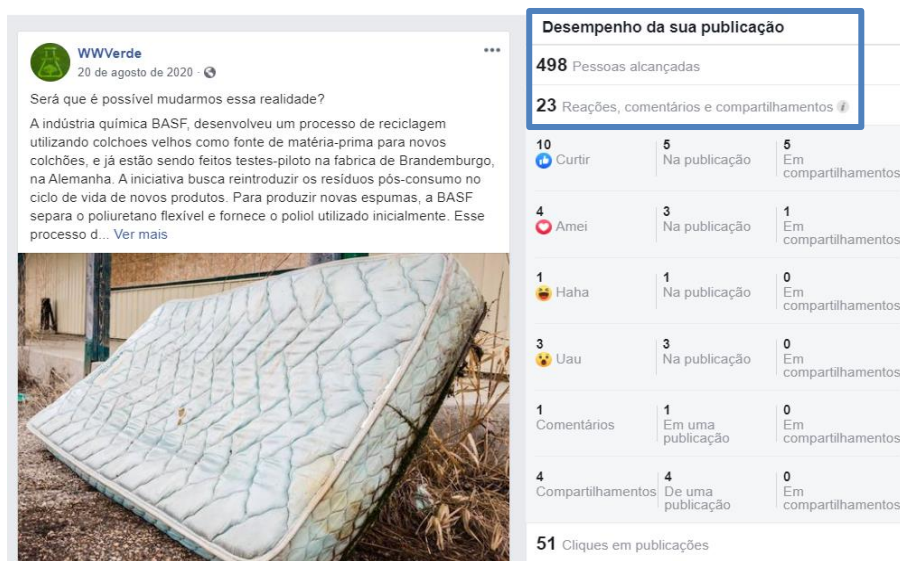 WWVerde
20 de agosto de 2020 ·
Será que é possível mudarmos essa realidade?
A indústria química BASF, desenvolveu um processo de reciclagem
utilizando colchoes velhos como fonte de matéria-prima para novos
colchões, e já estão sendo feitos testes-piloto na fabrica de Brandemburgo,
na Alemanha. A iniciativa busca reintroduzir os resíduos pós-consumo no
ciclo de vida de novos produtos. Para produzir novas espumas, a BASF
separa o poliuretano flexível e fornece o poliol utilizado inicialmente. Esse
processo d... Ver mais
Desempenho da sua publicação
498 Pessoas alcançadas
23 Reações, comentários e compartilhamentos
10 5 5
Curtir Na publicação Em
compartilhamentos
4 3 1
Amei Na publicação Em
compartilhamentos
1 1 0
Haha Na publicação Em
compartilhamentos
3 3 0
Uau Na publicação Em
compartilhamentos
1 1 0
Comentários Em uma Em
publicação compartilhamentos
4 4 0
Compartilhamentos De uma Em
publicação compartilhamentos
51 Cliques em publicações